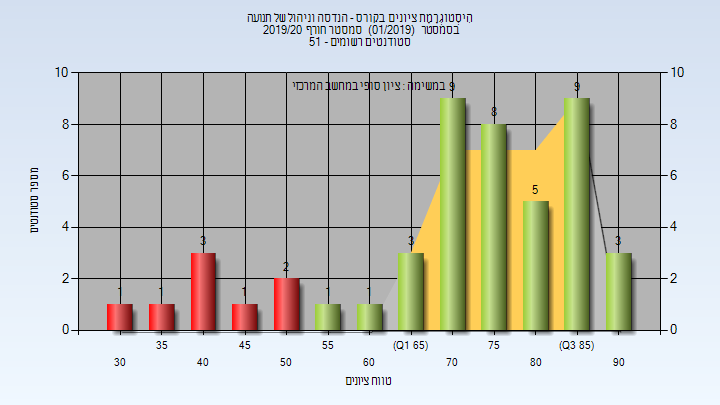 היסטוגרמת ציונים בקורס - הנדסה וניהול של תנועה
בסמסטר (01/2019) סמסטר חורף 2019/20
סטודנטים רשומים - 51
במשימה : ציון סופי במחשב המרכזי
מספר סטודנטים
10 10
8 8
6 6
4 4
2 2
0 0
1 1 3 1 2 1 1 3 9 8 5 9 3
35 45 55 (Q1 65) 75 (Q3 85)
30 40 50 60 70 80 90
טווח ציונים